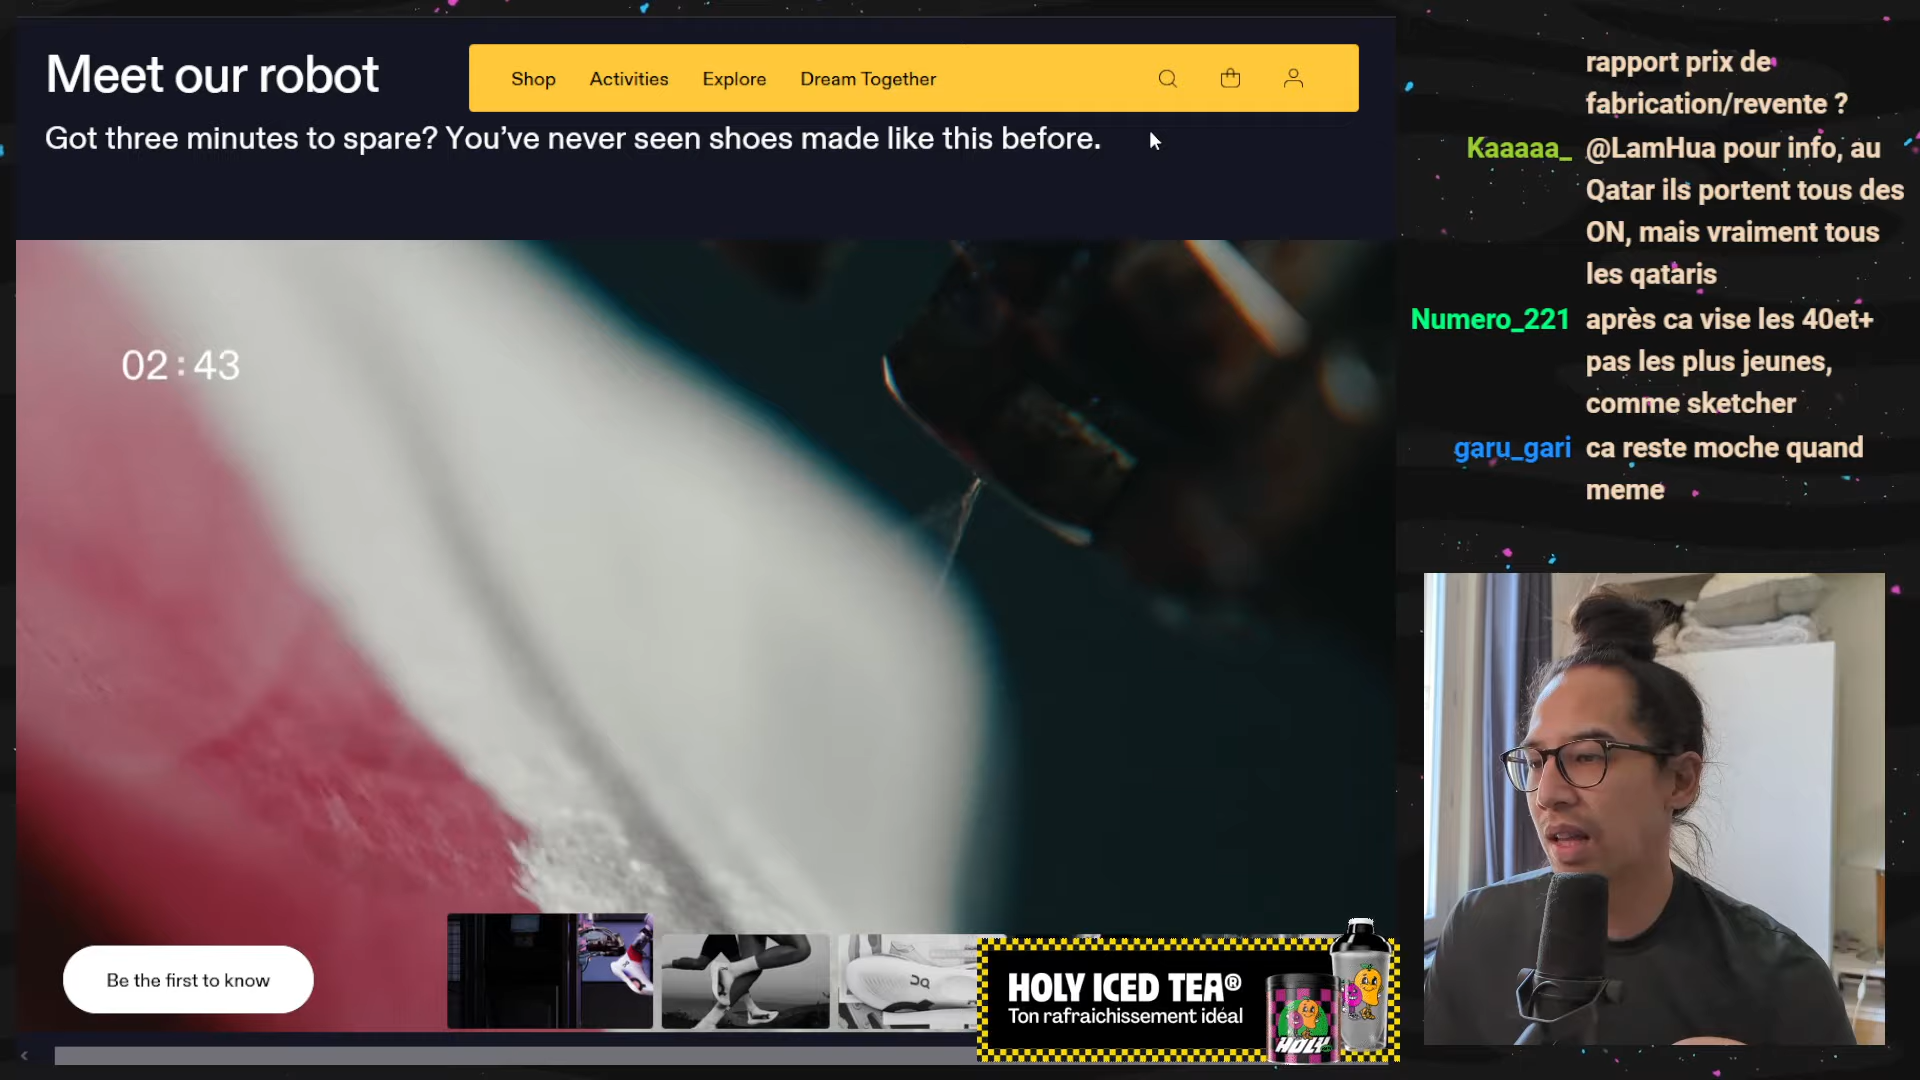 Meet our robot
Shop Activities Explore Dream Together
Got three minutes to spare? You’ve never seen shoes made like this before.
02:43
Be the first to know
HOLY ICED TEA®
Ton rafraichissement idéal
HOLY
rapport prix de
fabrication/revente ?
Kaaaaa_ @LamHua pour info, au
Qatar ils portent tous des
ON, mais vraiment tous
les qataris
Numero_221 après ca vise les 40et+
pas les plus jeunes,
comme sketcher
garu_gari ca reste moche quand
meme